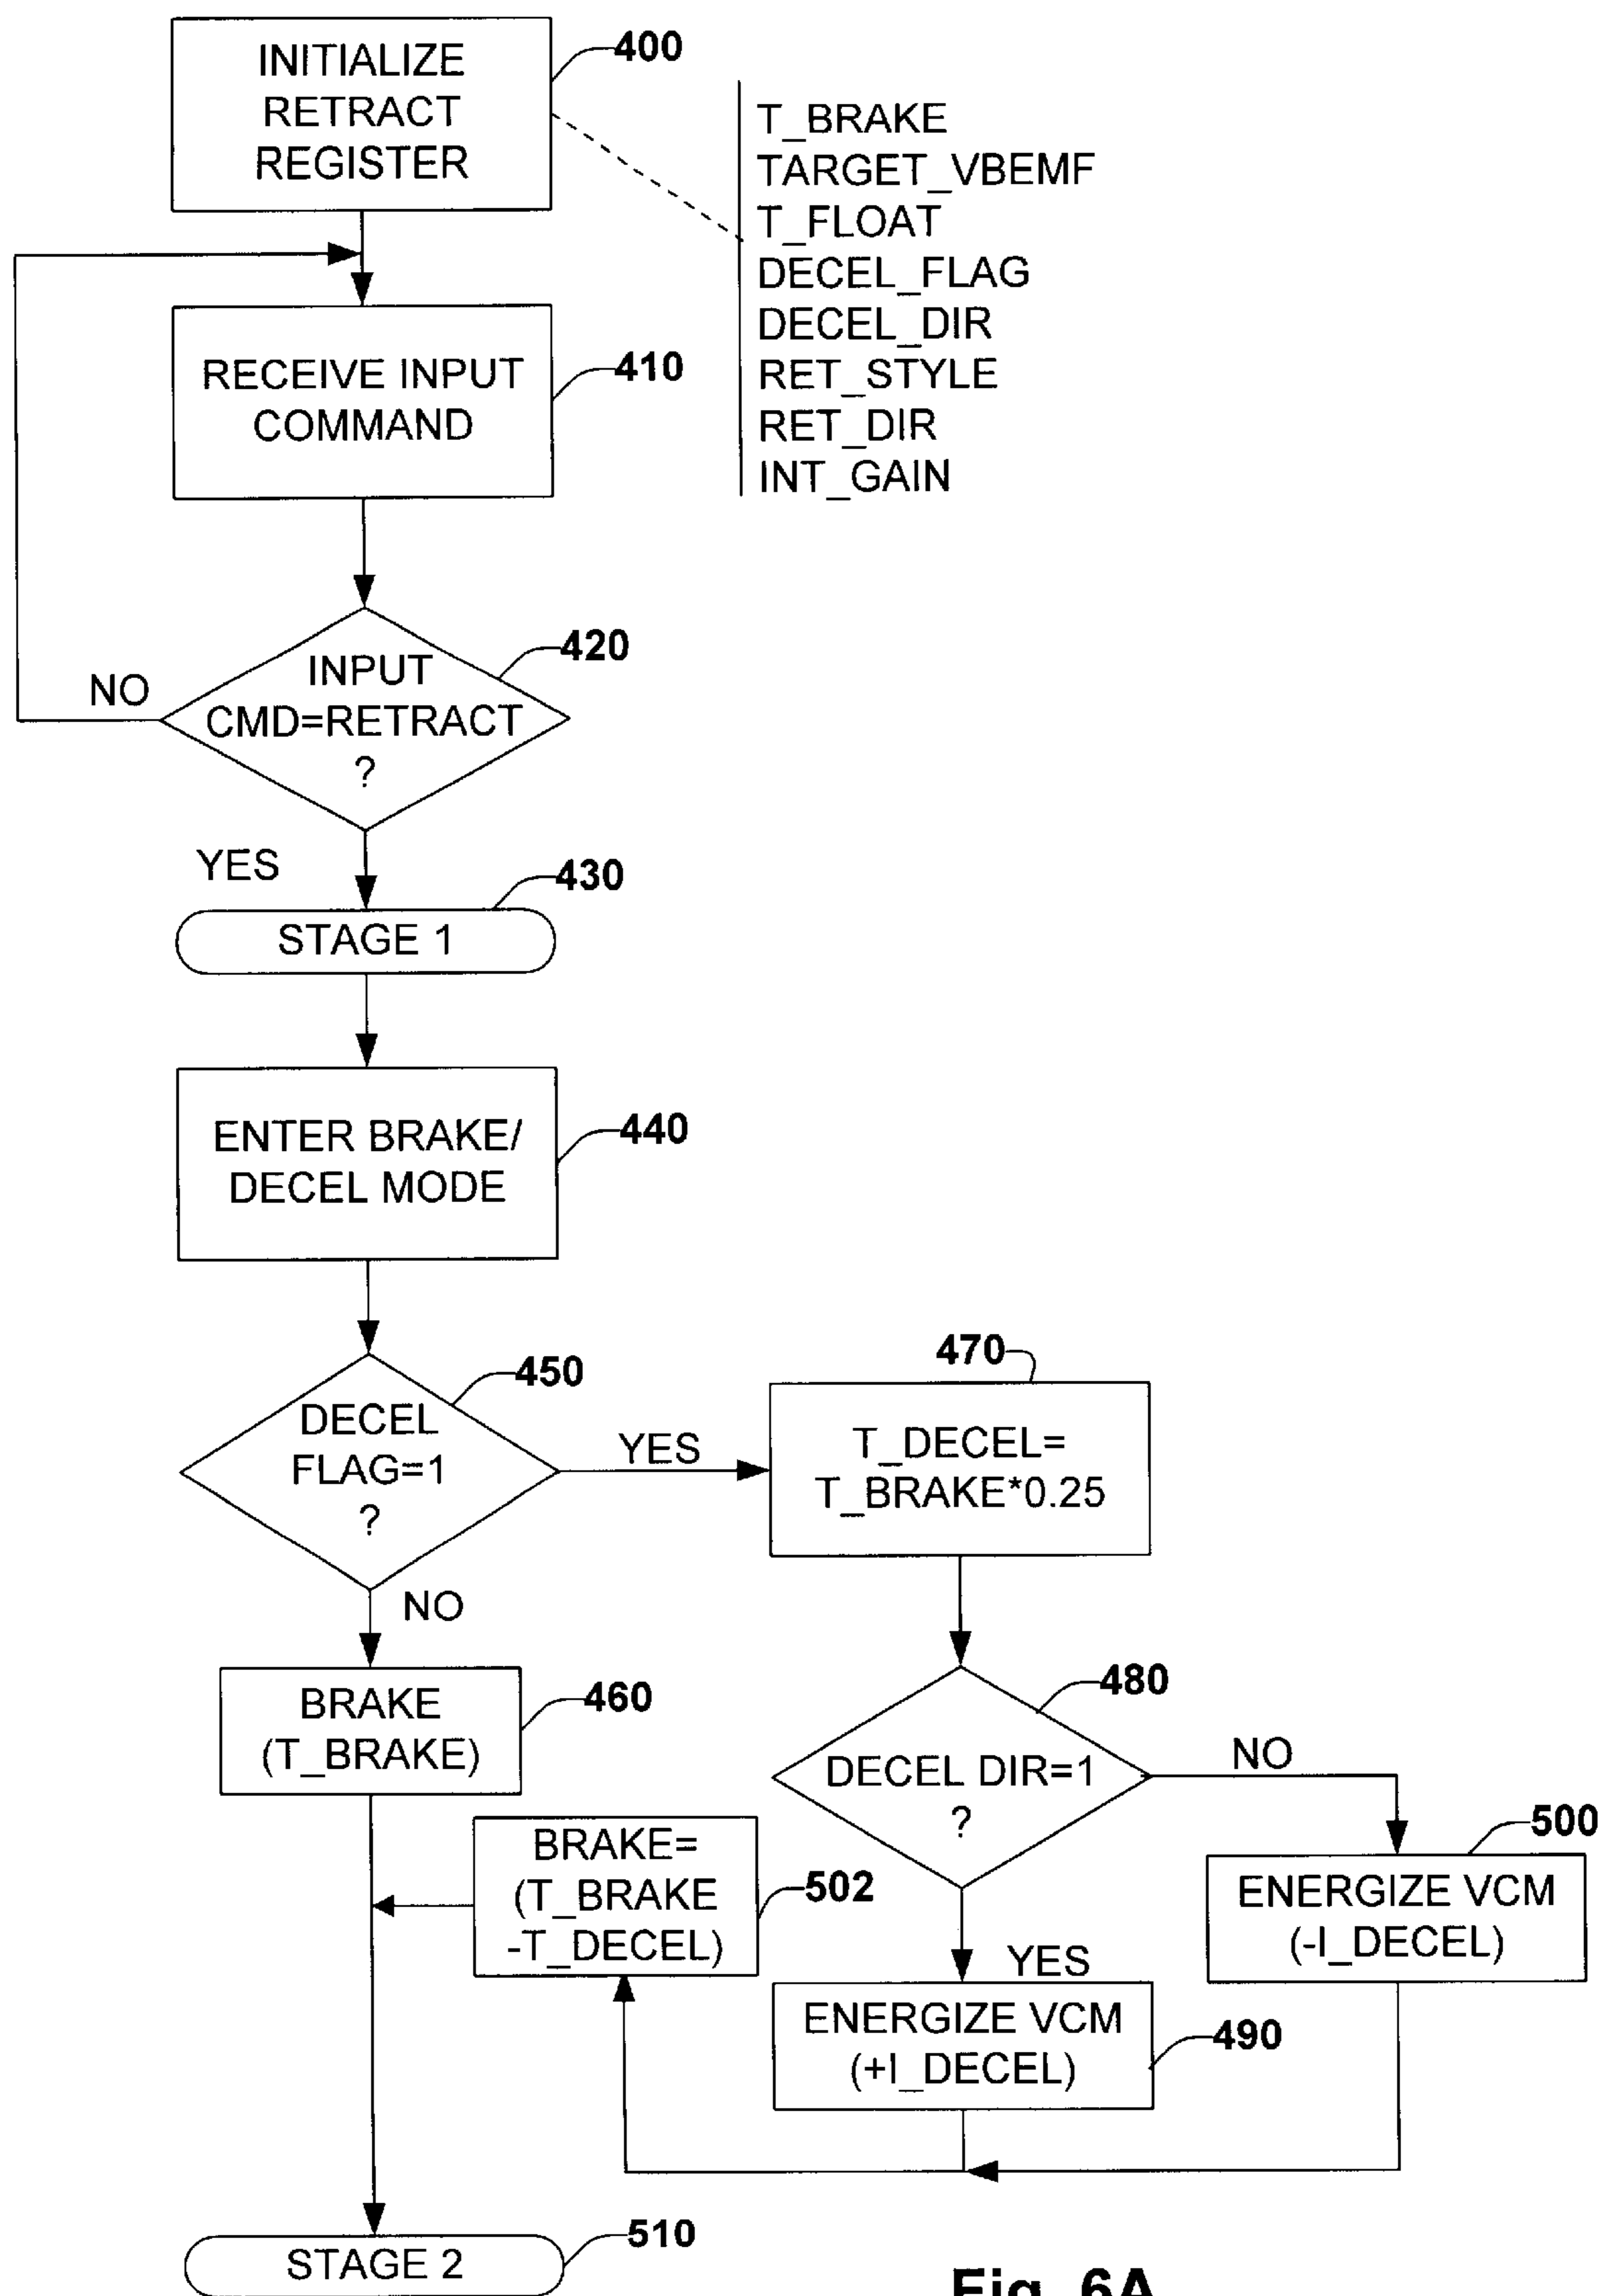 INITIALIZE
RETRACT
REGISTER
400
T_BRAKE
TARGET_VBEMF
T_FLOAT
DECEL_FLAG
DECEL_DIR
RET_STYLE
RET_DIR
INT_GAIN
RECEIVE INPUT
COMMAND
410
INPUT
CMD=RETRACT
?
420
NO
YES
430
STAGE 1
ENTER BRAKE/
DECEL MODE
440
DECEL
FLAG=1
?
450
YES
NO
470
T_DECEL=
T_BRAKE*0.25
BRAKE
(T_BRAKE)
460
DECEL DIR=1
?
480
NO
YES
500
ENERGIZE VCM
(-I_DECEL)
BRAKE=
(T_BRAKE
-T_DECEL)
502
ENERGIZE VCM
(+I_DECEL)
490
STAGE 2
510
Fig. 6A